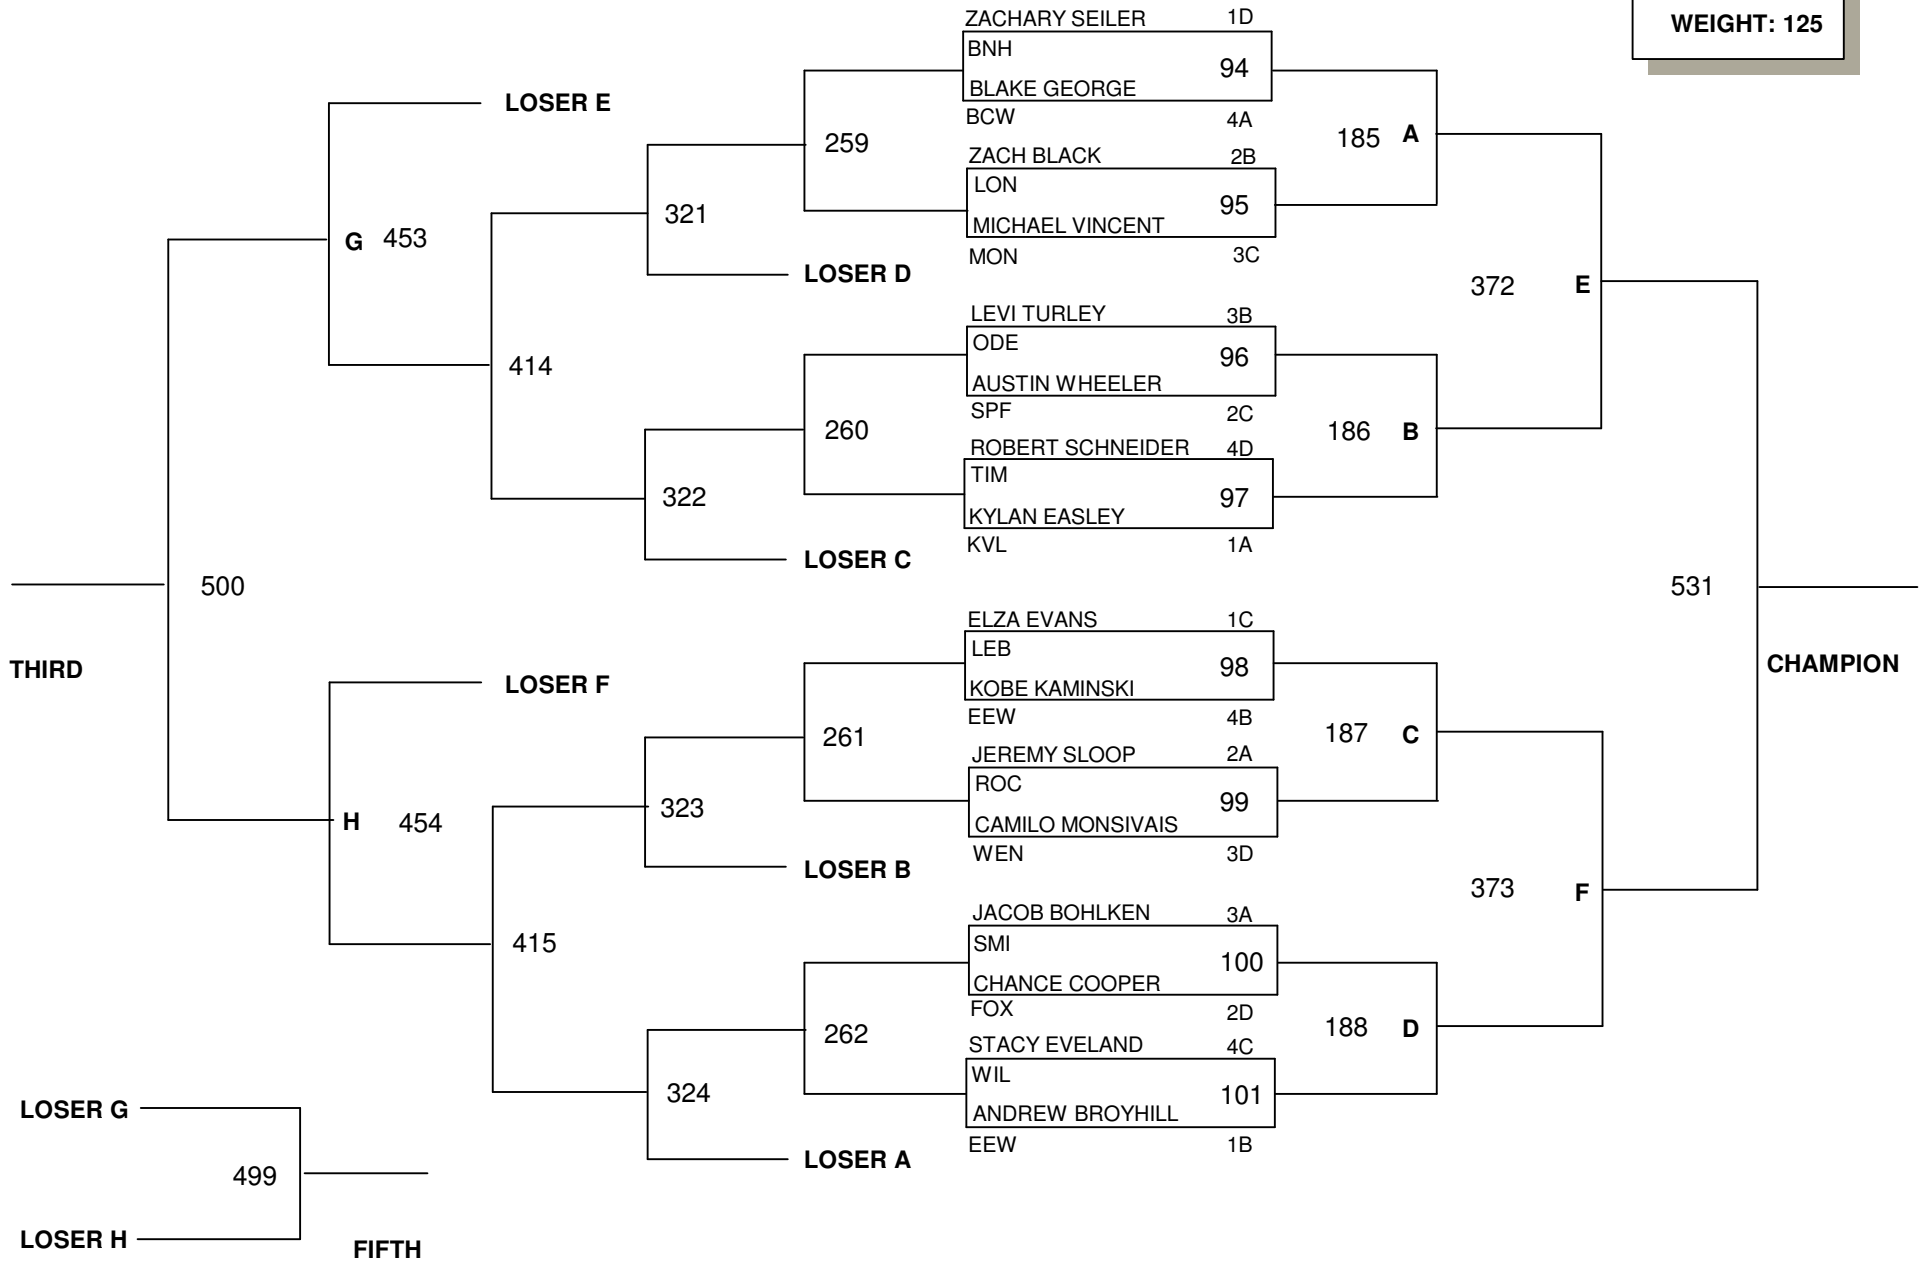 WEIGHT: 125
ZACHARY SEILER 1D
BNH
94
BLAKE GEORGE
BCW 4A
ZACH BLACK 2B
LON
95
MICHAEL VINCENT
MON 3C
LEVI TURLEY 3B
ODE
96
AUSTIN WHEELER
SPF 2C
ROBERT SCHNEIDER 4D
TIM
97
KYLAN EASLEY
KVL 1A
ELZA EVANS 1C
LEB
98
KOBE KAMINSKI
EEW 4B
JEREMY SLOOP 2A
ROC
99
CAMILO MONSIVAIS
WEN 3D
JACOB BOHLKEN 3A
SMI
100
CHANCE COOPER
FOX 2D
STACY EVELAND 4C
WIL
101
ANDREW BROYHILL
EEW 1B
185 A
186 B
187 C
188 D
372 E
373 F
531
CHAMPION
259
260
261
262
321
LOSER D
322
LOSER C
323
LOSER B
324
LOSER A
414
415
LOSER E
G 453
LOSER F
H 454
500
THIRD
LOSER G
499
LOSER H
FIFTH